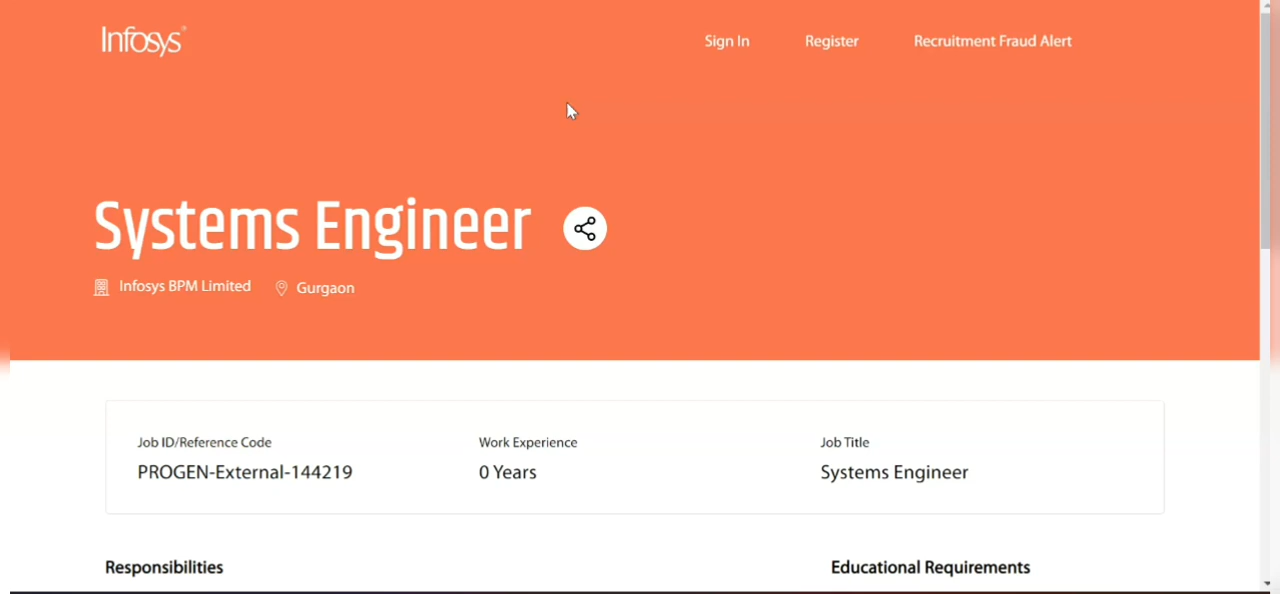 Infosys®
Sign In Register Recruitment Fraud Alert
Systems Engineer
Infosys BPM Limited Gurgaon
Job ID/Reference Code Work Experience Job Title
PROGEN-External-144219 0 Years Systems Engineer
Responsibilities Educational Requirements